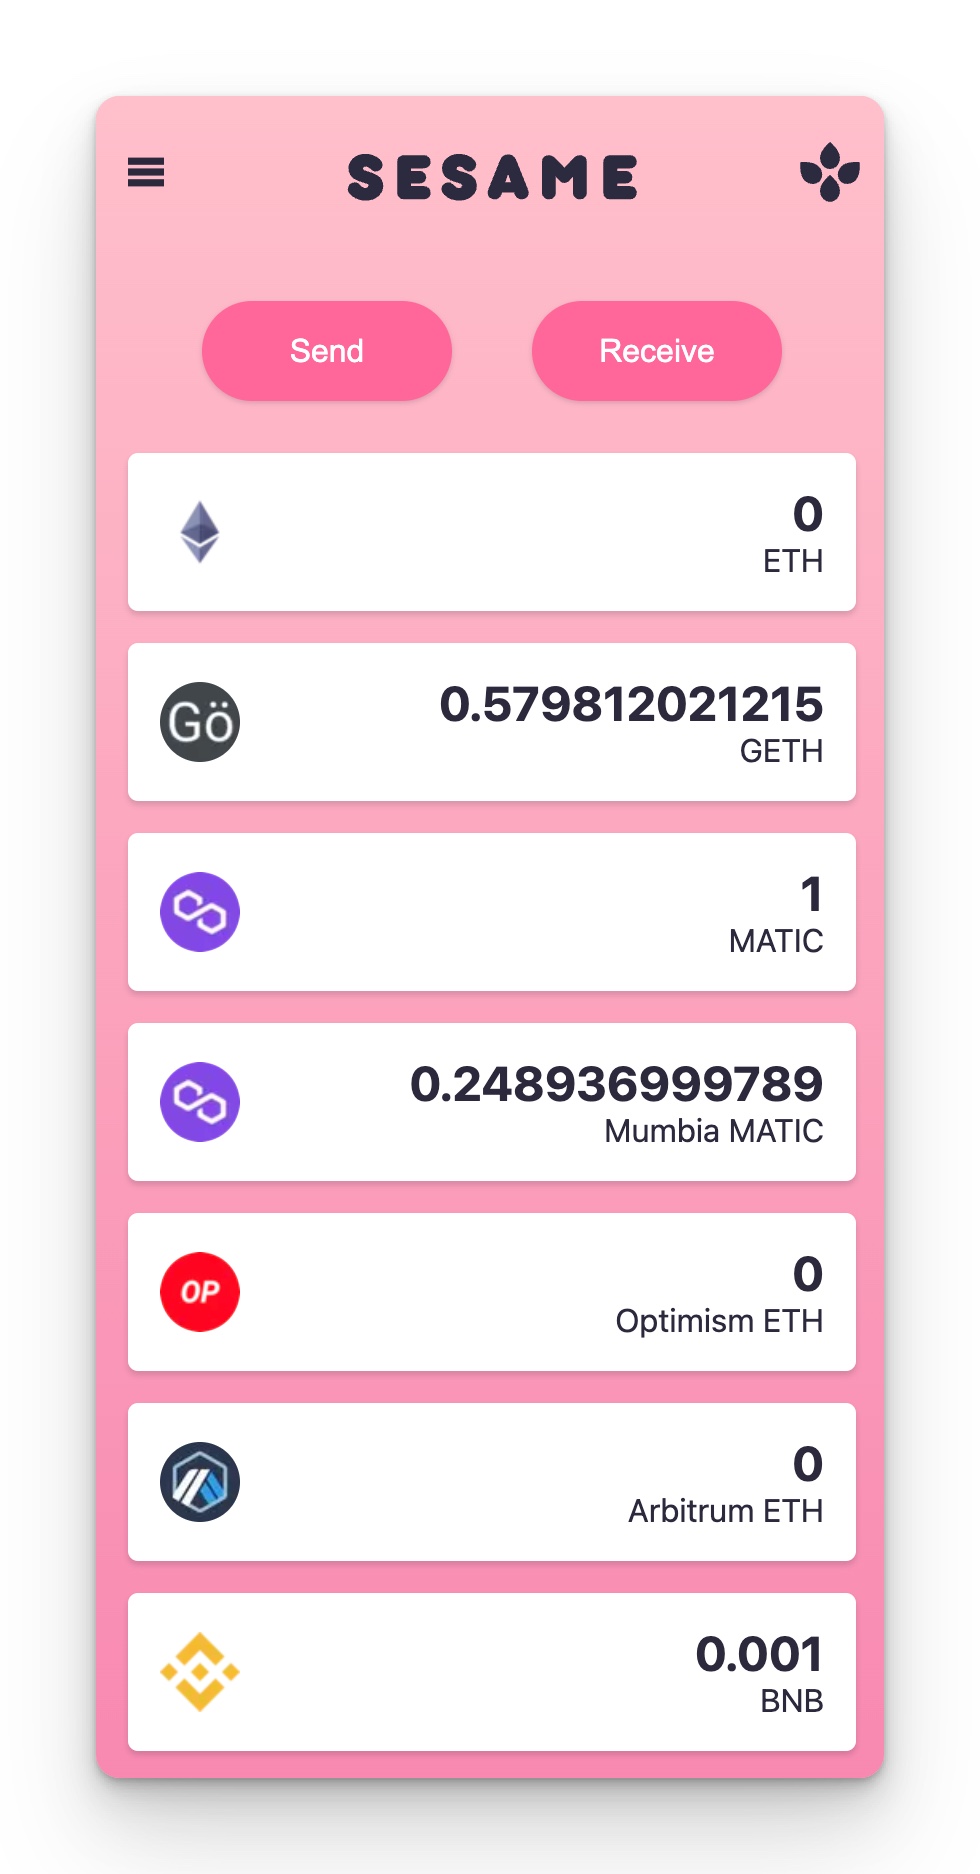 SESAME
Send
Receive
0
ETH
Gö
0.579812021215
GETH
1
MATIC
0.248936999789
Mumbia MATIC
OP
0
Optimism ETH
0
Arbitrum ETH
0.001
BNB